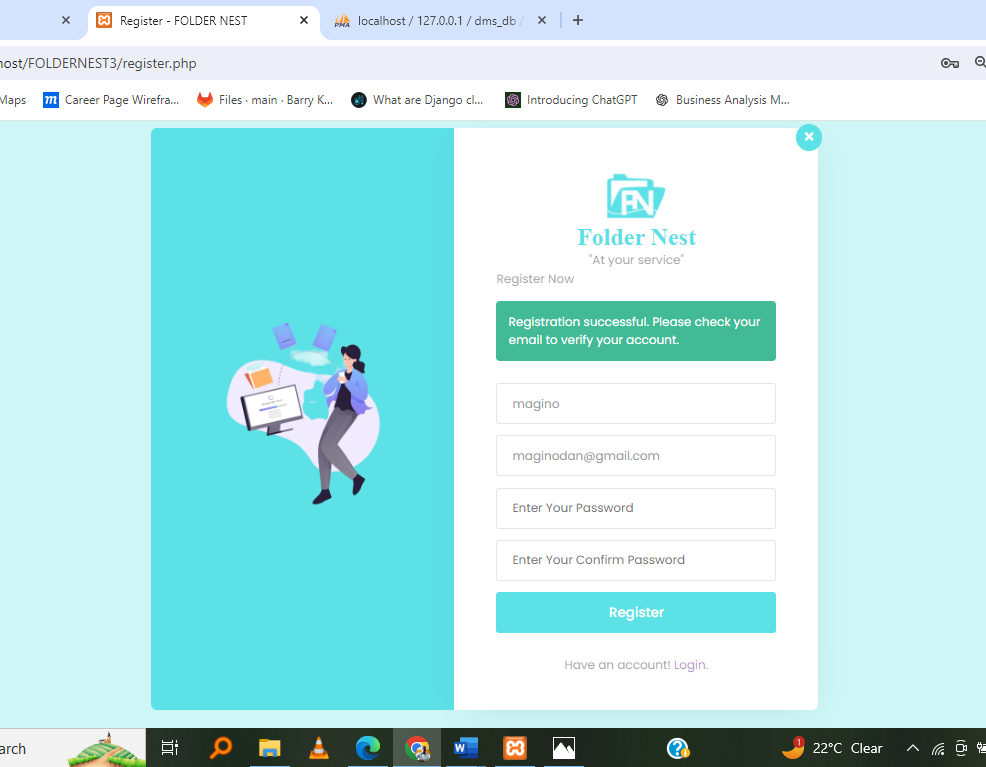 Register - FOLDER NEST
localhost / 127.0.0.1 / dms_db /
host/FOLDERNEST3/register.php
Maps
Career Page Wirefra...
Files · main · Barry K...
What are Django cl...
Introducing ChatGPT
Business Analysis M...
FN
Folder Nest
"At your service"
Register Now
Registration successful. Please check your
email to verify your account.
magino
maginodan@gmail.com
Enter Your Password
Enter Your Confirm Password
Register
Have an account! Login.
arch
1
22°C Clear